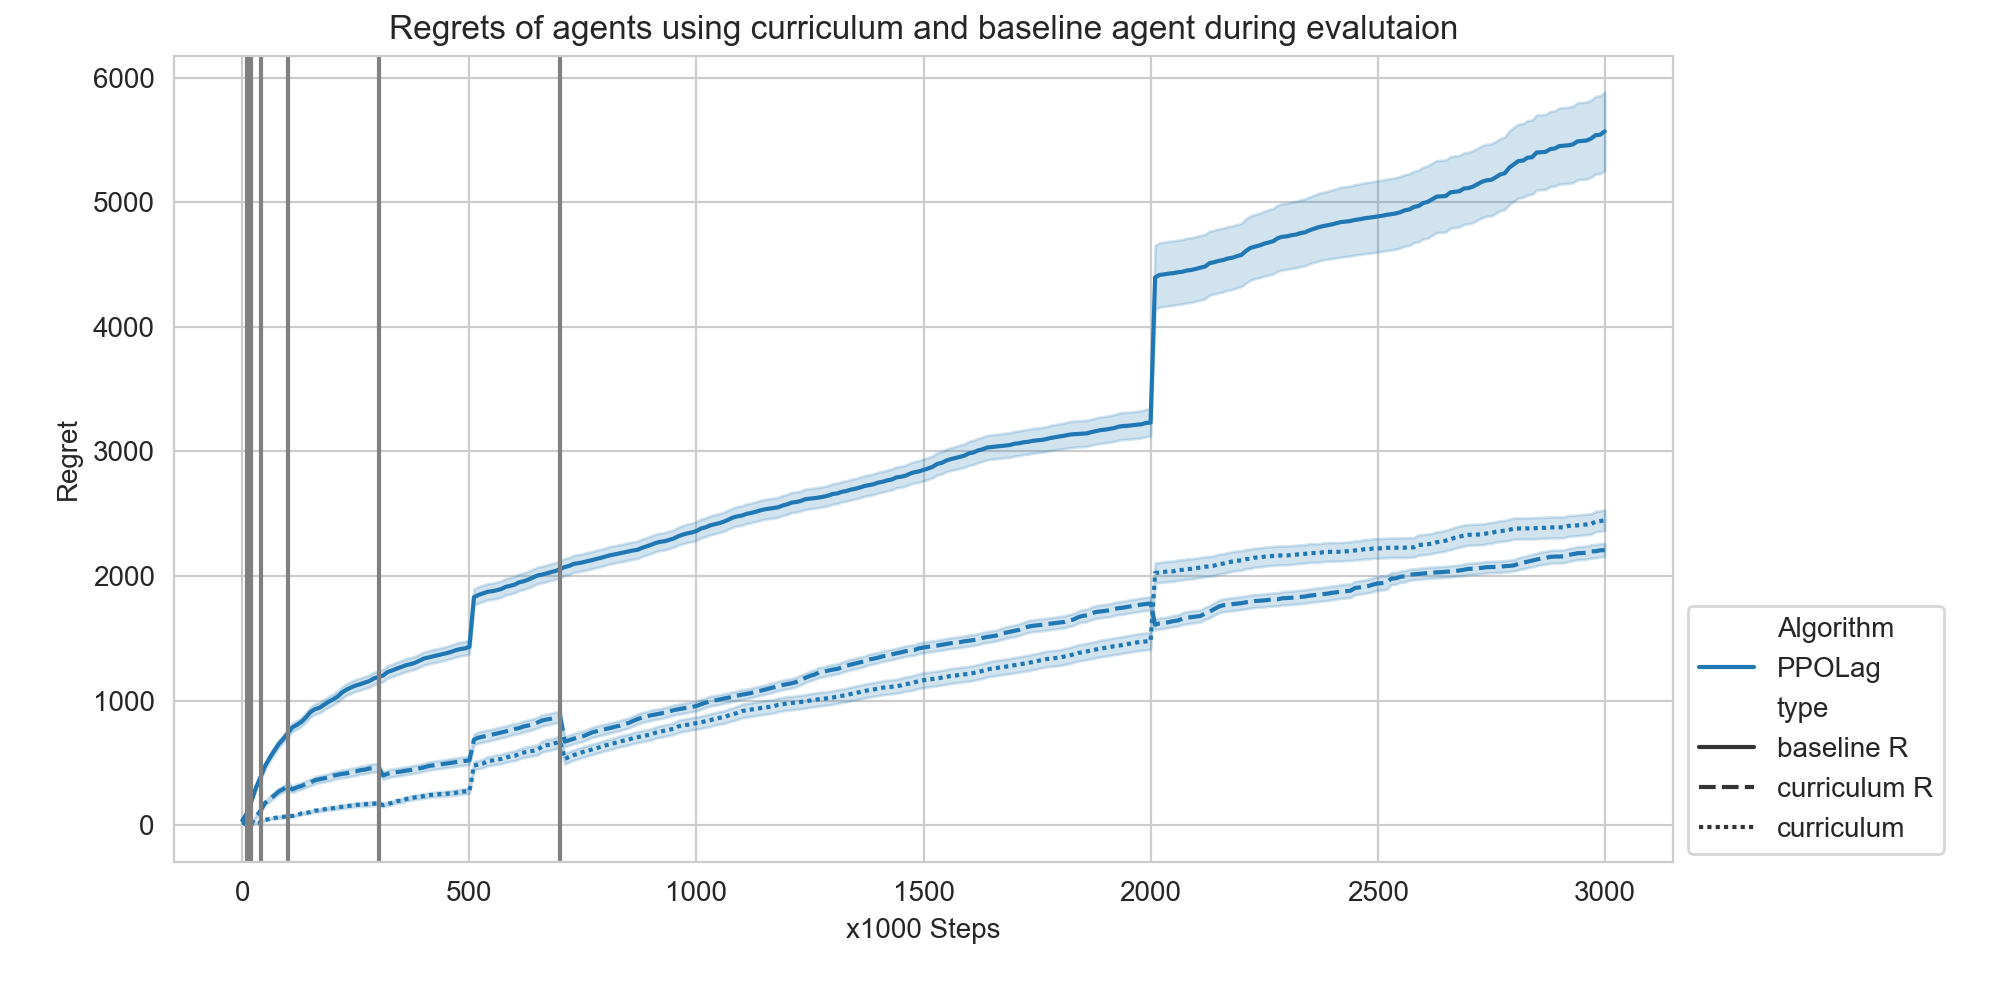 Regrets of agents using curriculum and baseline agent during evalutaion
6000
5000
4000
3000
2000
1000
0
Regret
0 500 1000 1500 2000 2500 3000
x1000 Steps
Algorithm
PPOLag
type
baseline R
curriculum R
curriculum